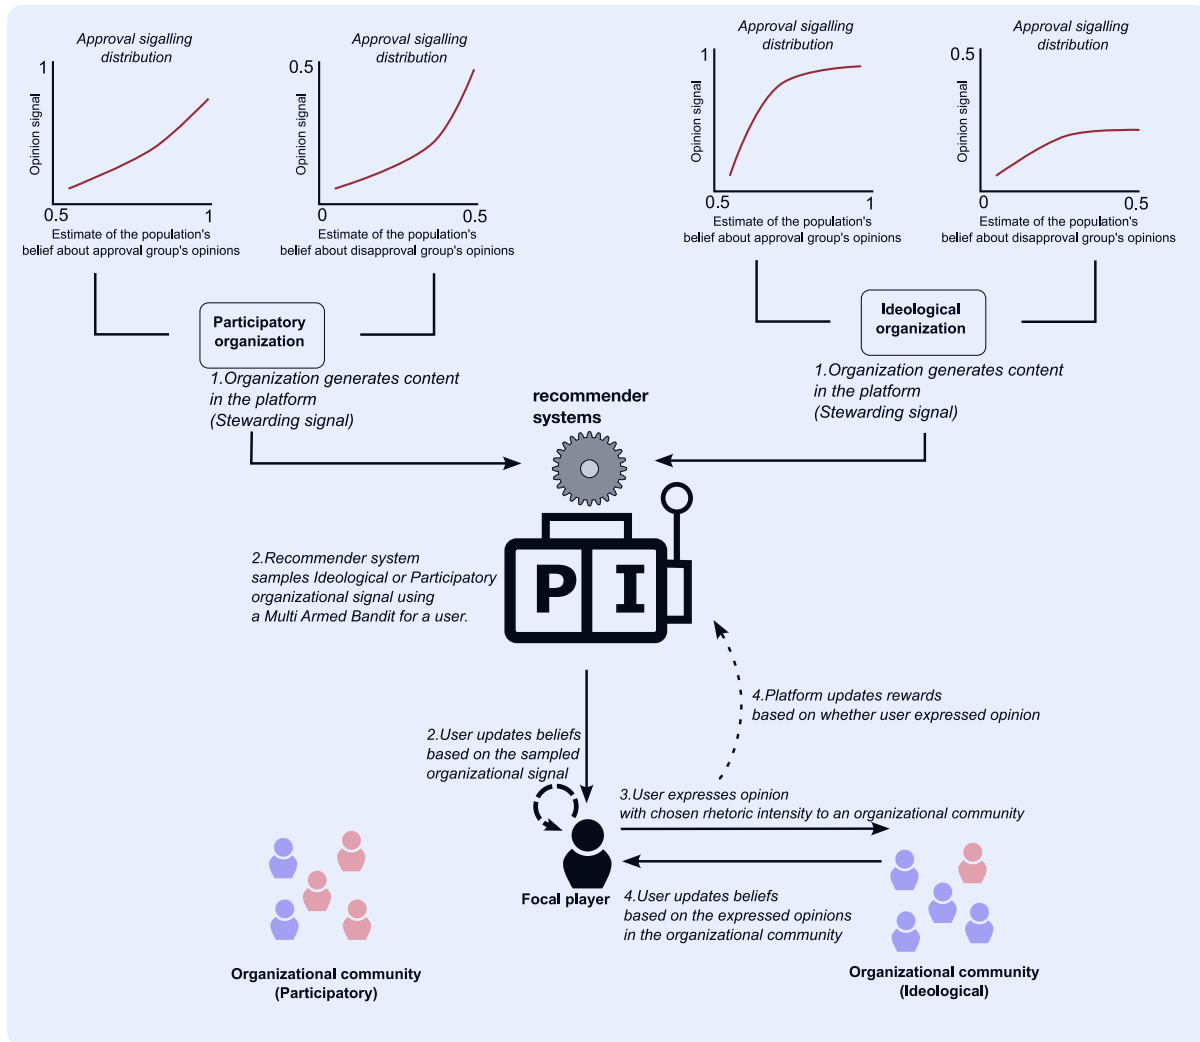 Approval sigalling
distribution
1
Opinion signal
0.5
1
Estimate of the population's
belief about approval group's opinions
Approval sigalling
distribution
0.5
Opinion signal
0
0.5
Estimate of the population's
belief about disapproval group's opinions
Approval sigalling
distribution
1
Opinion signal
0.5
1
Estimate of the population's
belief about approval group's opinions
Approval sigalling
distribution
0.5
Opinion signal
0
0.5
Estimate of the population's
belief about disapproval group's opinions
Participatory
organization
Ideological
organization
1.Organization generates content
in the platform
(Stewarding signal)
1.Organization generates content
in the platform
(Stewarding signal)
recommender
systems
P I
2.Recommender system
samples Ideological or Participatory
organizational signal using
a Multi Armed Bandit for a user.
4.Platform updates rewards
based on whether user expressed opinion
2.User updates beliefs
based on the sampled
organizational signal
3.User expresses opinion
with chosen rhetoric intensity to an organizational community
Focal player
4.User updates beliefs
based on the expressed opinions
in the organizational community
Organizational community
(Participatory)
Organizational community
(Ideological)